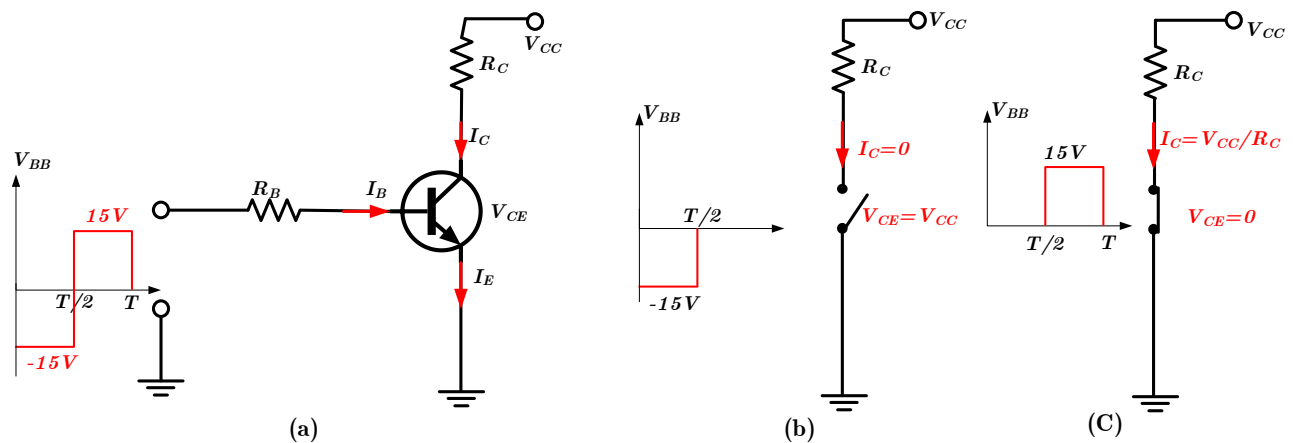 V_CC
R_C
I_C
V_BB
R_B
I_B
V_CE
15V
I_E
T/2
T
-15V
(a)
V_CC
R_C
V_BB
I_C=0
T/2
V_CE=V_CC
-15V
(b)
V_CC
R_C
V_BB
I_C=V_CC/R_C
15V
V_CE=0
T/2
T
(C)